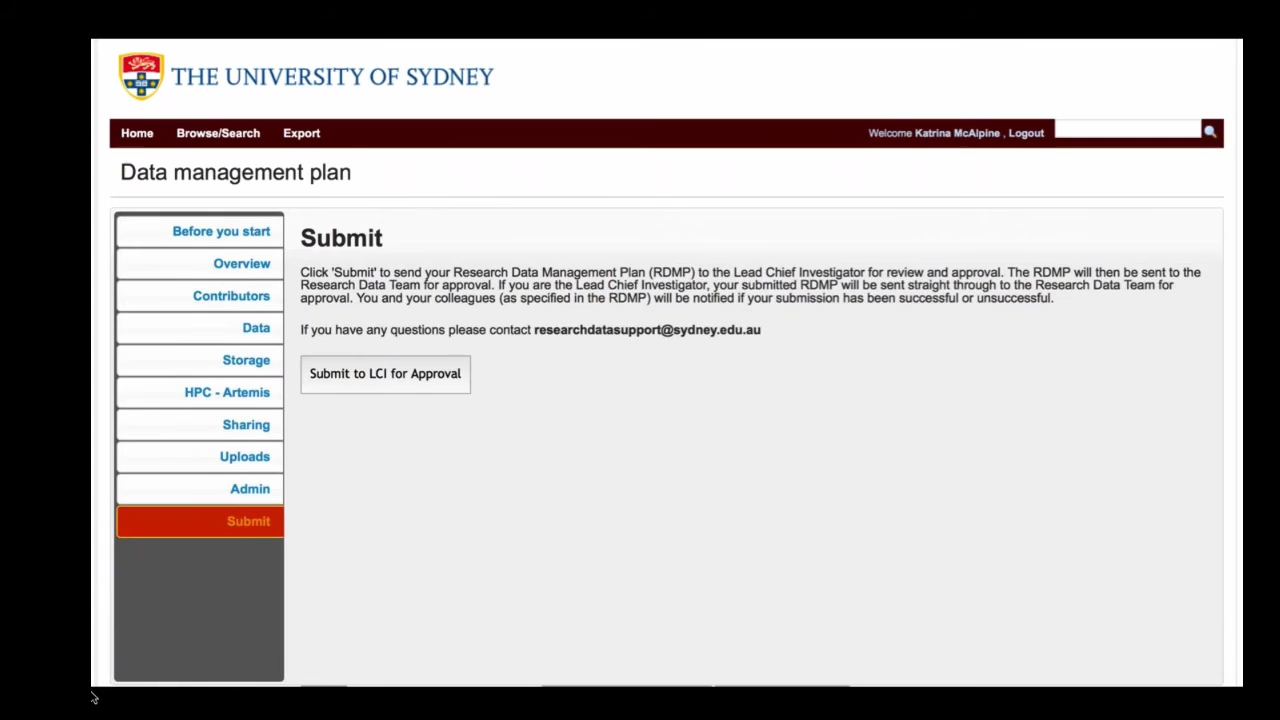 THE UNIVERSITY OF SYDNEY
Home Browse/Search Export Welcome Katrina McAlpine , Logout
Data management plan
Before you start
Overview
Contributors
Data
Storage
HPC - Artemis
Sharing
Uploads
Admin
Submit
Submit
Click 'Submit' to send your Research Data Management Plan (RDMP) to the Lead Chief Investigator for review and approval. The RDMP will then be sent to the
Research Data Team for approval. If you are the Lead Chief Investigator, your submitted RDMP will be sent straight through to the Research Data Team for
approval. You and your colleagues (as specified in the RDMP) will be notified if your submission has been successful or unsuccessful.
If you have any questions please contact researchdatasupport@sydney.edu.au
Submit to LCI for Approval